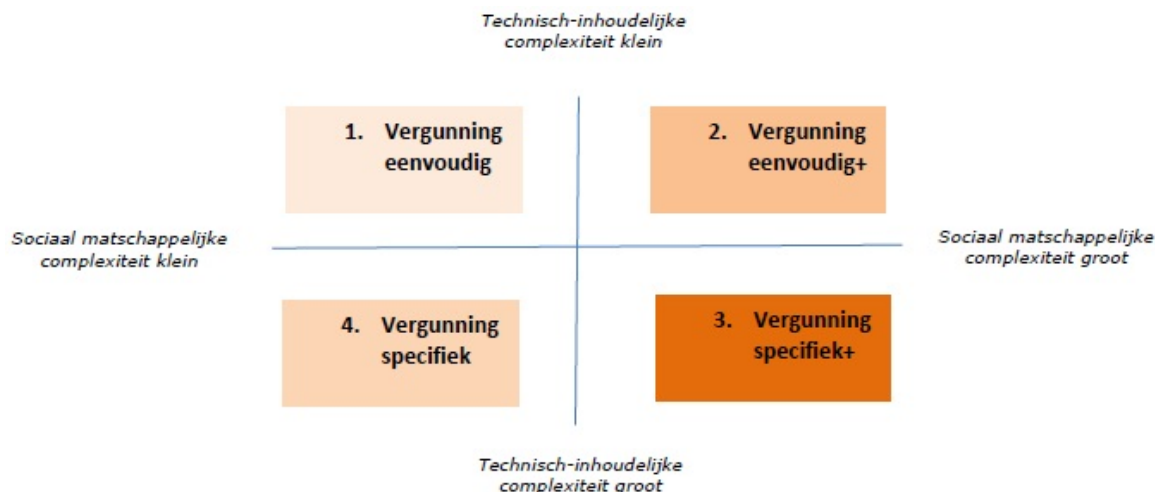 Technisch-inhoudelijke
complexiteit klein
1. Vergunning
eenvoudig
2. Vergunning
eenvoudig+
Sociaal matschappelijke
complexiteit klein
Sociaal matschappelijke
complexiteit groot
4. Vergunning
specifiek
3. Vergunning
specifiek+
Technisch-inhoudelijke
complexiteit groot